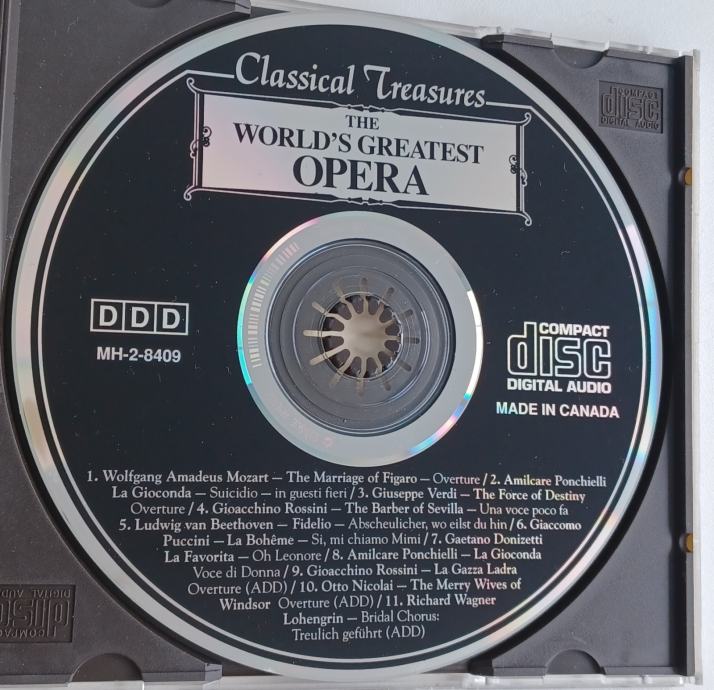 Classical Treasures
THE
WORLD'S GREATEST
OPERA
COMPACT
disc
DIGITAL AUDIO
DDD
MH-2-8409
COMPACT
disc
DIGITAL AUDIO
MADE IN CANADA
1. Wolfgang Amadeus Mozart — The Marriage of Figaro — Overture / 2. Amilcare Ponchielli
La Gioconda — Suicidio — in guesti fieri / 3. Giuseppe Verdi — The Force of Destiny
Overture / 4. Gioacchino Rossini — The Barber of Sevilla — Una voce poco fa
5. Ludwig van Beethoven — Fidelio — Abscheulicher, wo eilst du hin / 6. Giaccomo
Puccini — La Bohême — Si, mi chiamo Mimi / 7. Gaetano Donizetti
La Favorita — Oh Leonore / 8. Amilcare Ponchielli — La Gioconda
Voce di Donna / 9. Gioacchino Rossini — La Gazza Ladra
Overture (ADD) / 10. Otto Nicolai — The Merry Wives of
Windsor Overture (ADD) / 11. Richard Wagner
Lohengrin — Bridal Chorus:
Treulich geführt (ADD)
COMPACT
disc
DIGITAL AUDIO